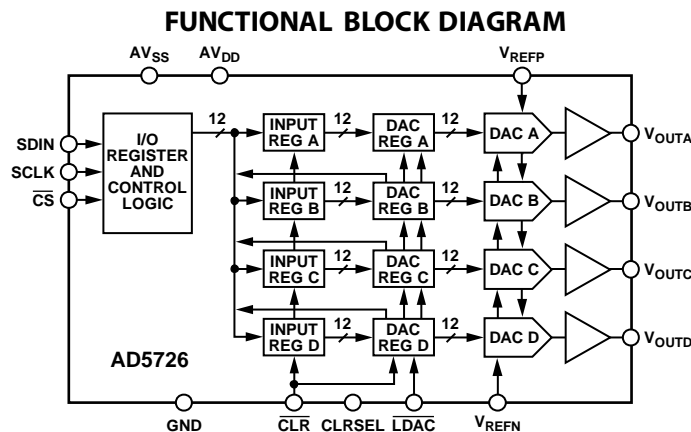 FUNCTIONAL BLOCK DIAGRAM
AVSS
AVDD
VREFP
SDIN
SCLK
CS
I/O
REGISTER
AND
CONTROL
LOGIC
12
INPUT
REG A
12
DAC
REG A
12
DAC A
VOUTA
INPUT
REG B
12
DAC
REG B
12
DAC B
VOUTB
INPUT
REG C
12
DAC
REG C
12
DAC C
VOUTC
INPUT
REG D
12
DAC
REG D
12
DAC D
VOUTD
AD5726
GND
CLR
CLRSEL
LDAC
VREFN